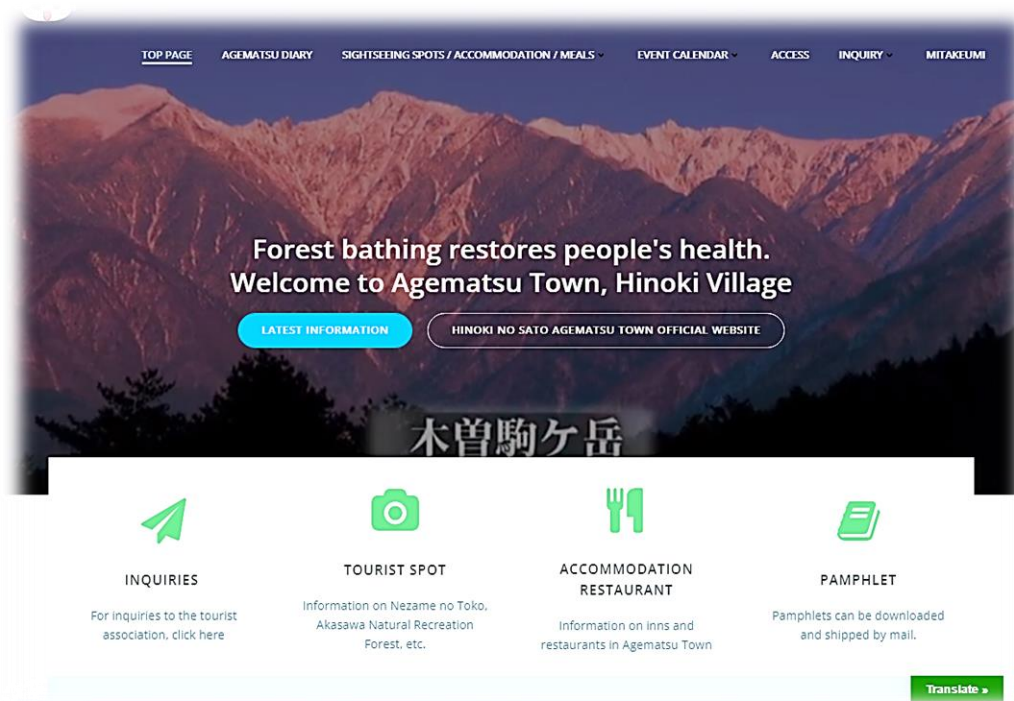 TOP PAGE AGEMATSU DIARY SIGHTSEEING SPOTS / ACCOMMODATION / MEALS EVENT CALENDAR ACCESS INQUIRY MITAKEUMI
Forest bathing restores people's health.
Welcome to Agematsu Town, Hinoki Village
LATEST INFORMATION HINOKI NO SATO AGEMATSU TOWN OFFICIAL WEBSITE
木曽駒ケ岳
INQUIRIES
For inquiries to the tourist
association, click here
TOURIST SPOT
Information on Nezame no Toko,
Akasawa Natural Recreation
Forest, etc.
ACCOMMODATION
RESTAURANT
Information on inns and
restaurants in Agematsu Town
PAMPHLET
Pamphlets can be downloaded
and shipped by mail.
Translate »